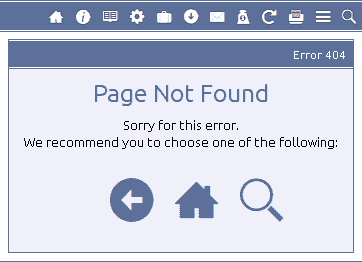 Error 404
Page Not Found
Sorry for this error.
We recommend you to choose one of the following: